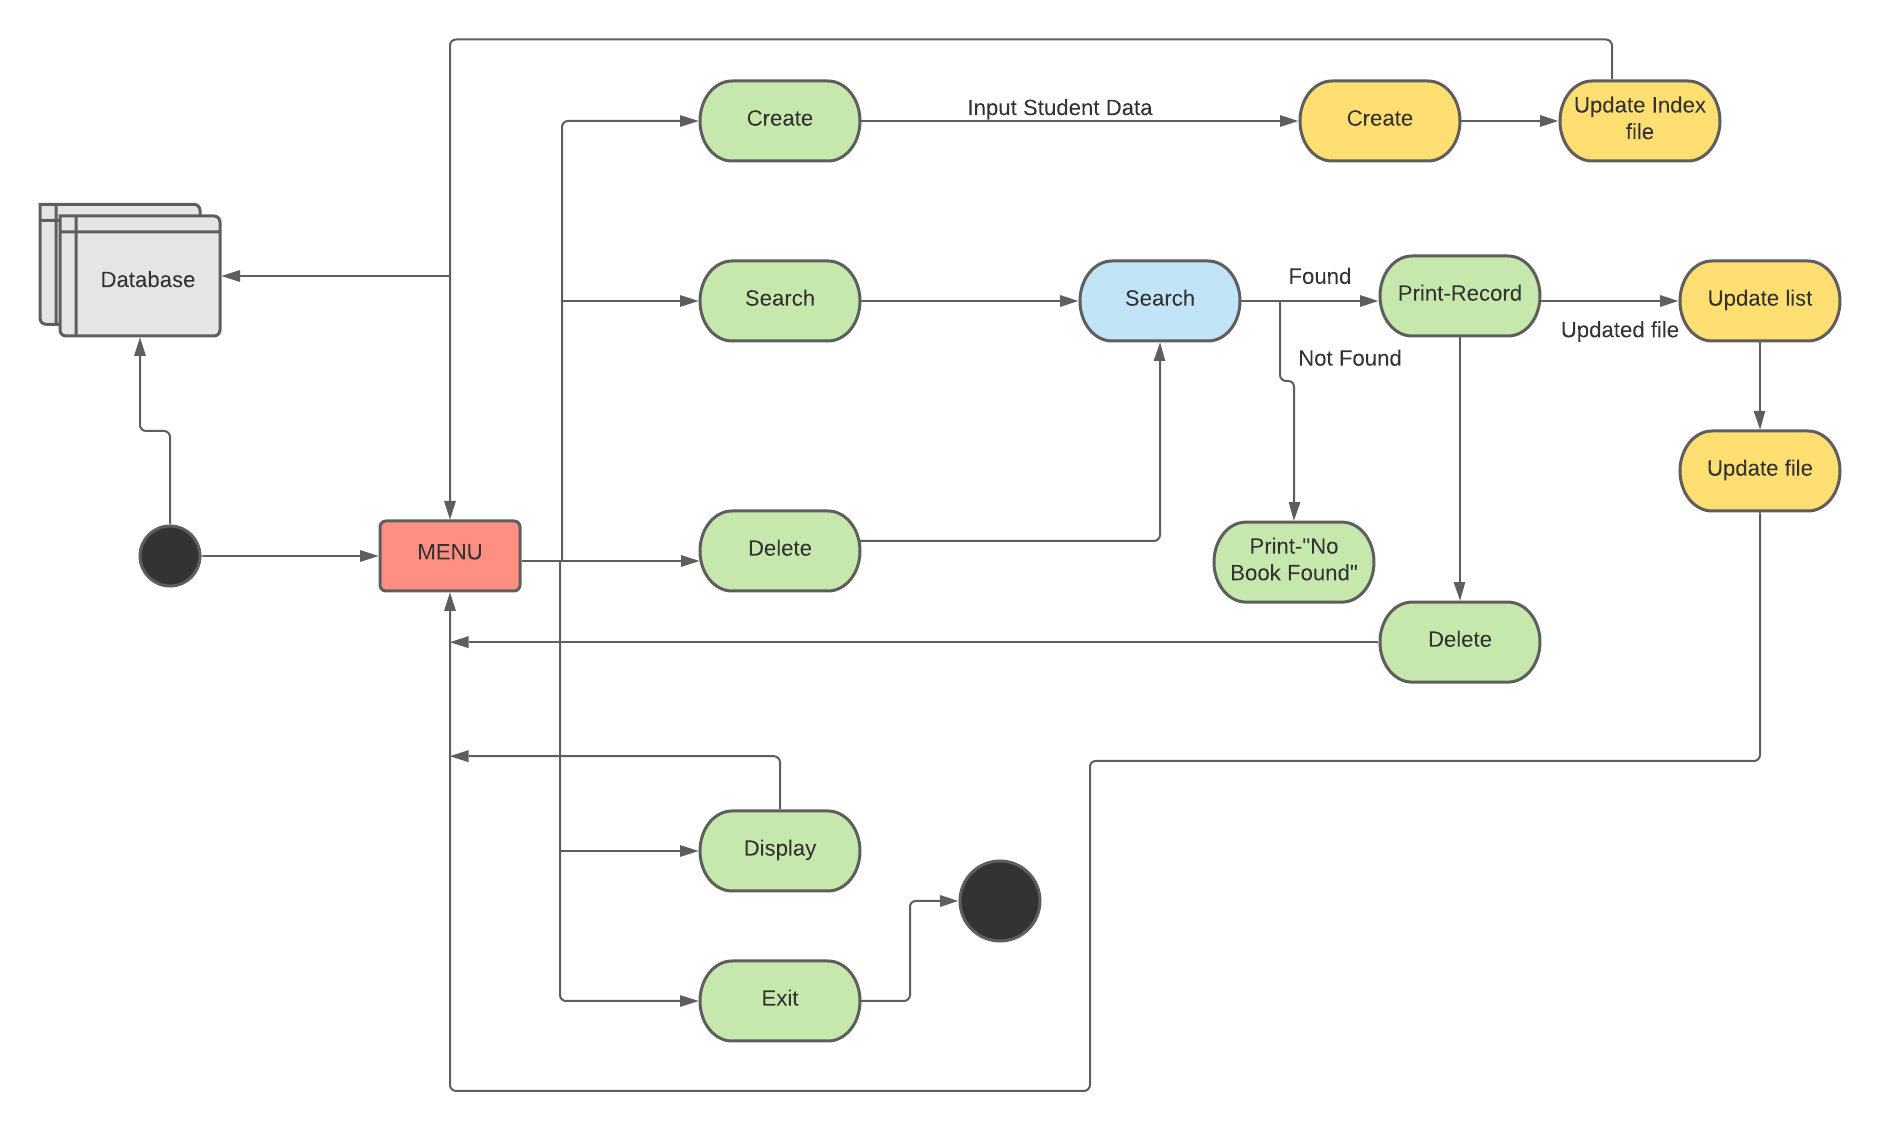 Create
Input Student Data
Create
Update Index
file
Database
Search
Search
Found
Print-Record
Update list
Updated file
Not Found
Update file
MENU
Delete
Print-"No
Book Found"
Delete
Display
Exit